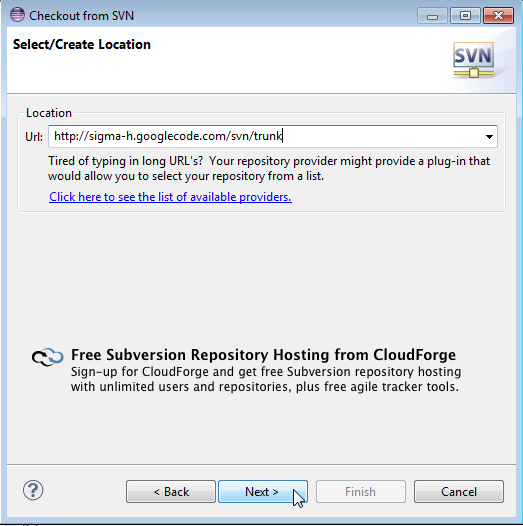 Checkout from SVN
Select/Create Location
SVN
Location
Url: http://sigma-h.googlecode.com/svn/trunk
Tired of typing in long URL's? Your repository provider might provide a plug-in that
would allow you to select your repository from a list.
Click here to see the list of available providers.
Free Subversion Repository Hosting from CloudForge
Sign-up for CloudForge and get free Subversion repository hosting
with unlimited users and repositories, plus free agile tracker tools.
? < Back Next > Finish Cancel